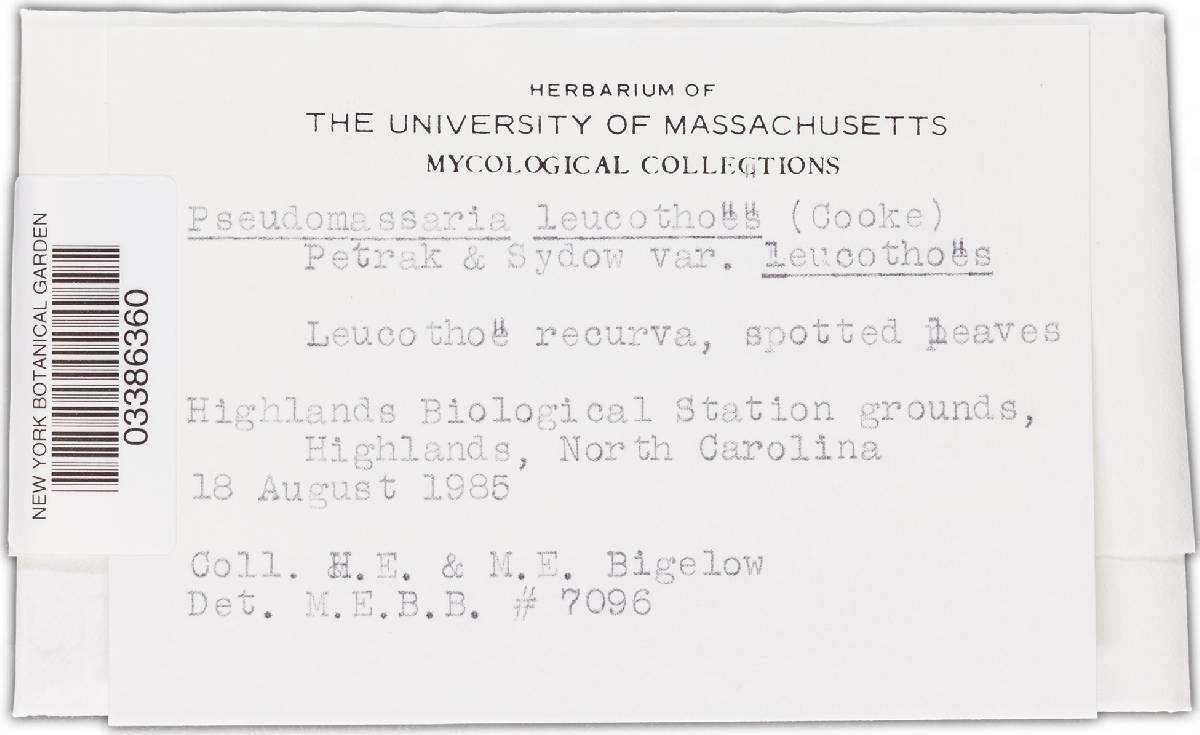 HERBARIUM OF
THE UNIVERSITY OF MASSACHUSETTS
MYCOLOGICAL COLLECTIONS
Pseudomassaria leucothoës (Cooke)
Petrak & Sydow var. leucothoës
Leucothoë recurva, spotted leaves
Highlands Biological Station grounds,
Highlands, North Carolina
18 August 1985
Coll. H.E. & M.E. Bigelow
Det. M.E.B.B. # 7096
NEW YORK BOTANICAL GARDEN
03386360